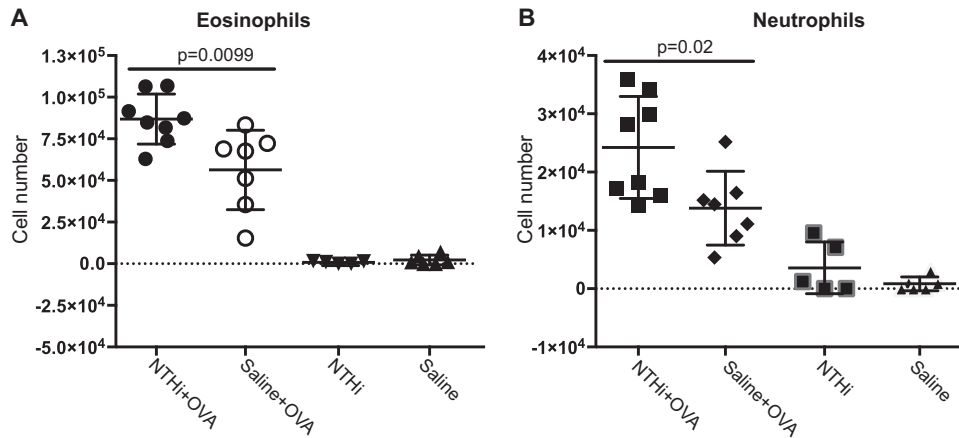 A
Eosinophils
p=0.0099
1.3×10⁵
1.0×10⁵
7.5×10⁴
5.0×10⁴
2.5×10⁴
0.0
-2.5×10⁴
-5.0×10⁴
Cell number
NTHi+OVA
Saline+OVA
NTHi
Saline
B
Neutrophils
p=0.02
4×10⁴
3×10⁴
2×10⁴
1×10⁴
0
-1×10⁴
Cell number
NTHi+OVA
Saline+OVA
NTHi
Saline